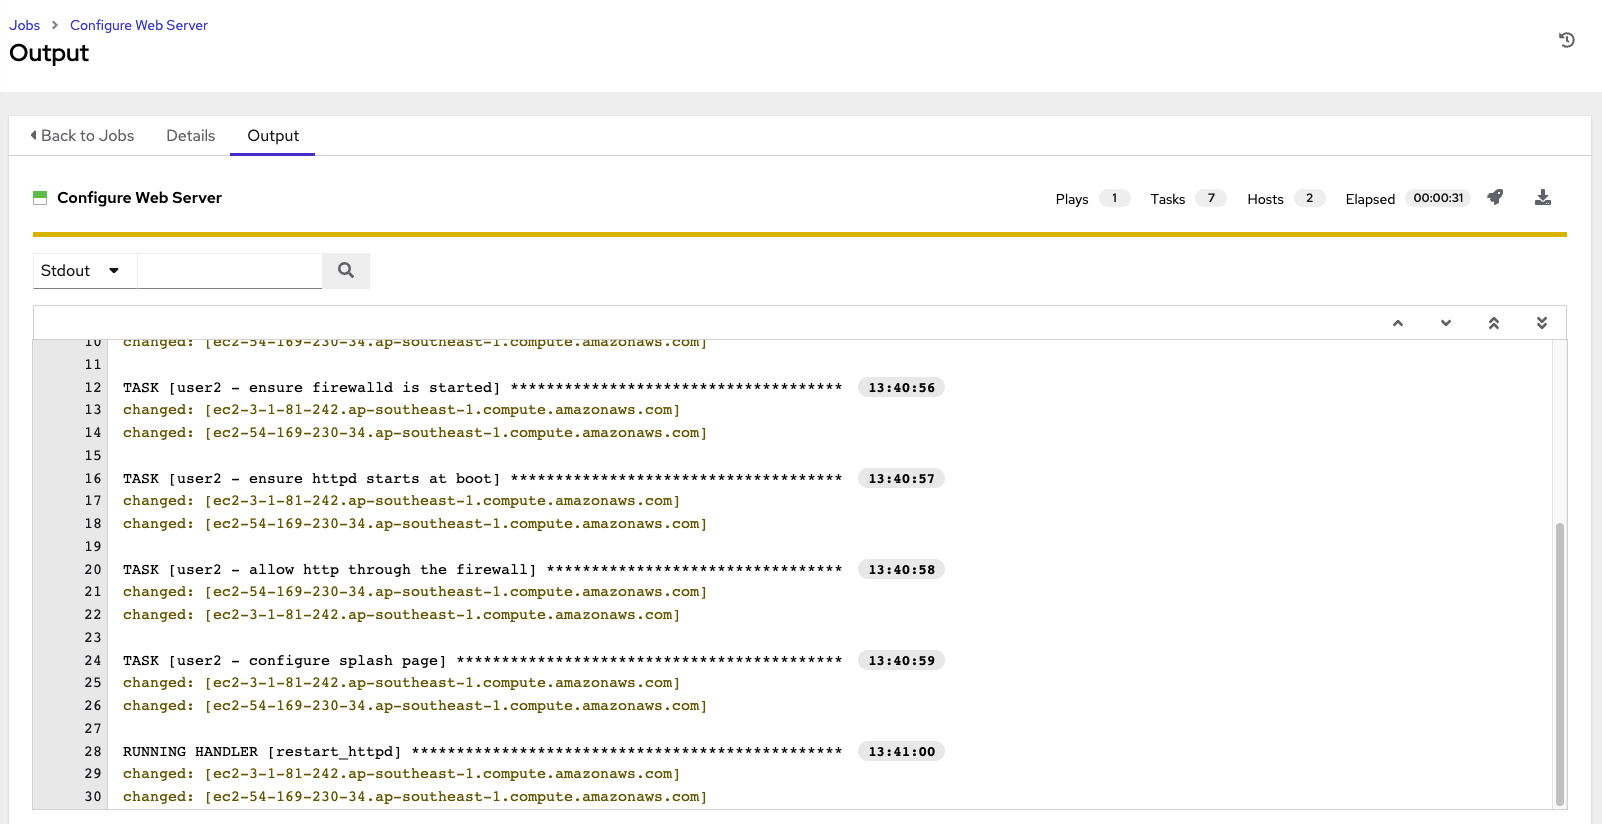 Jobs > Configure Web Server
Output
Back to Jobs Details Output
Configure Web Server Plays 1 Tasks 7 Hosts 2 Elapsed 00:00:31
Stdout
10 changed: [ec2-54-169-230-34.ap-southeast-1.compute.amazonaws.com]
11
12 TASK [user2 - ensure firewalld is started] ************************************* 13:40:56
13 changed: [ec2-3-1-81-242.ap-southeast-1.compute.amazonaws.com]
14 changed: [ec2-54-169-230-34.ap-southeast-1.compute.amazonaws.com]
15
16 TASK [user2 - ensure httpd starts at boot] ************************************* 13:40:57
17 changed: [ec2-3-1-81-242.ap-southeast-1.compute.amazonaws.com]
18 changed: [ec2-54-169-230-34.ap-southeast-1.compute.amazonaws.com]
19
20 TASK [user2 - allow http through the firewall] ********************************* 13:40:58
21 changed: [ec2-54-169-230-34.ap-southeast-1.compute.amazonaws.com]
22 changed: [ec2-3-1-81-242.ap-southeast-1.compute.amazonaws.com]
23
24 TASK [user2 - configure splash page] ******************************************* 13:40:59
25 changed: [ec2-3-1-81-242.ap-southeast-1.compute.amazonaws.com]
26 changed: [ec2-54-169-230-34.ap-southeast-1.compute.amazonaws.com]
27
28 RUNNING HANDLER [restart_httpd] ************************************************ 13:41:00
29 changed: [ec2-3-1-81-242.ap-southeast-1.compute.amazonaws.com]
30 changed: [ec2-54-169-230-34.ap-southeast-1.compute.amazonaws.com]